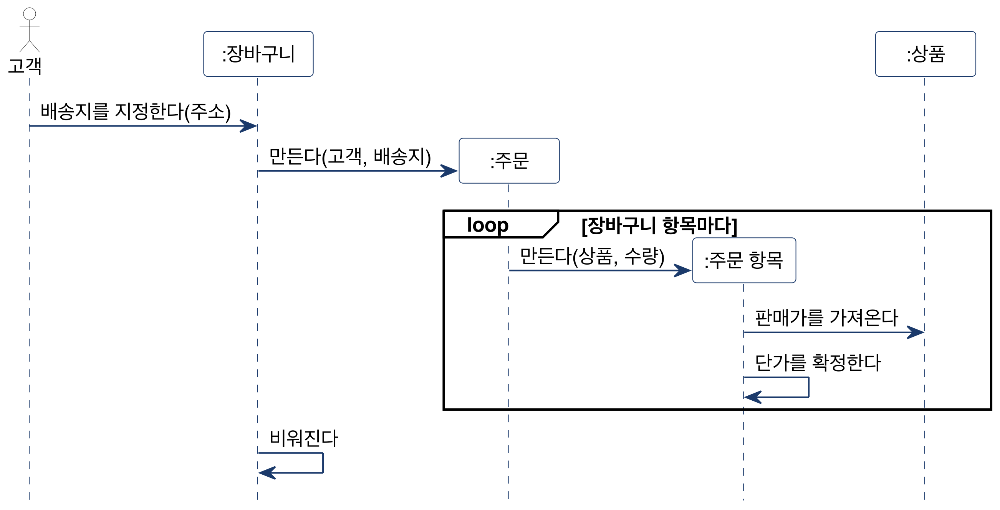 고객
:장바구니
:상품
배송지를 지정한다(주소)
만든다(고객, 배송지)
:주문
loop
[장바구니 항목마다]
만든다(상품, 수량)
:주문 항목
판매가를 가져온다
단가를 확정한다
비워진다